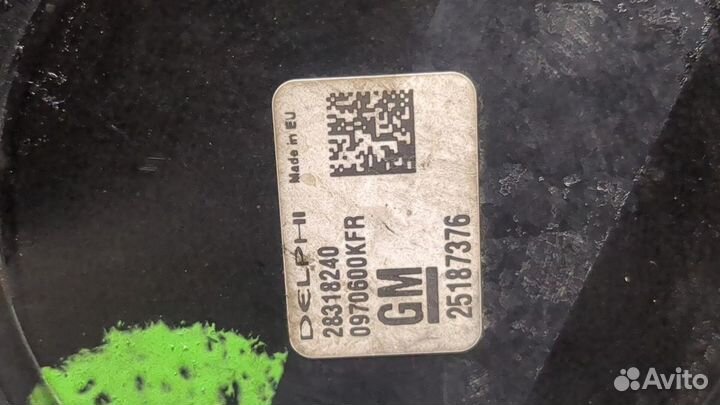 Made in EU
DELPHI
28318240
0970600KFR
GM
25187376
Avito